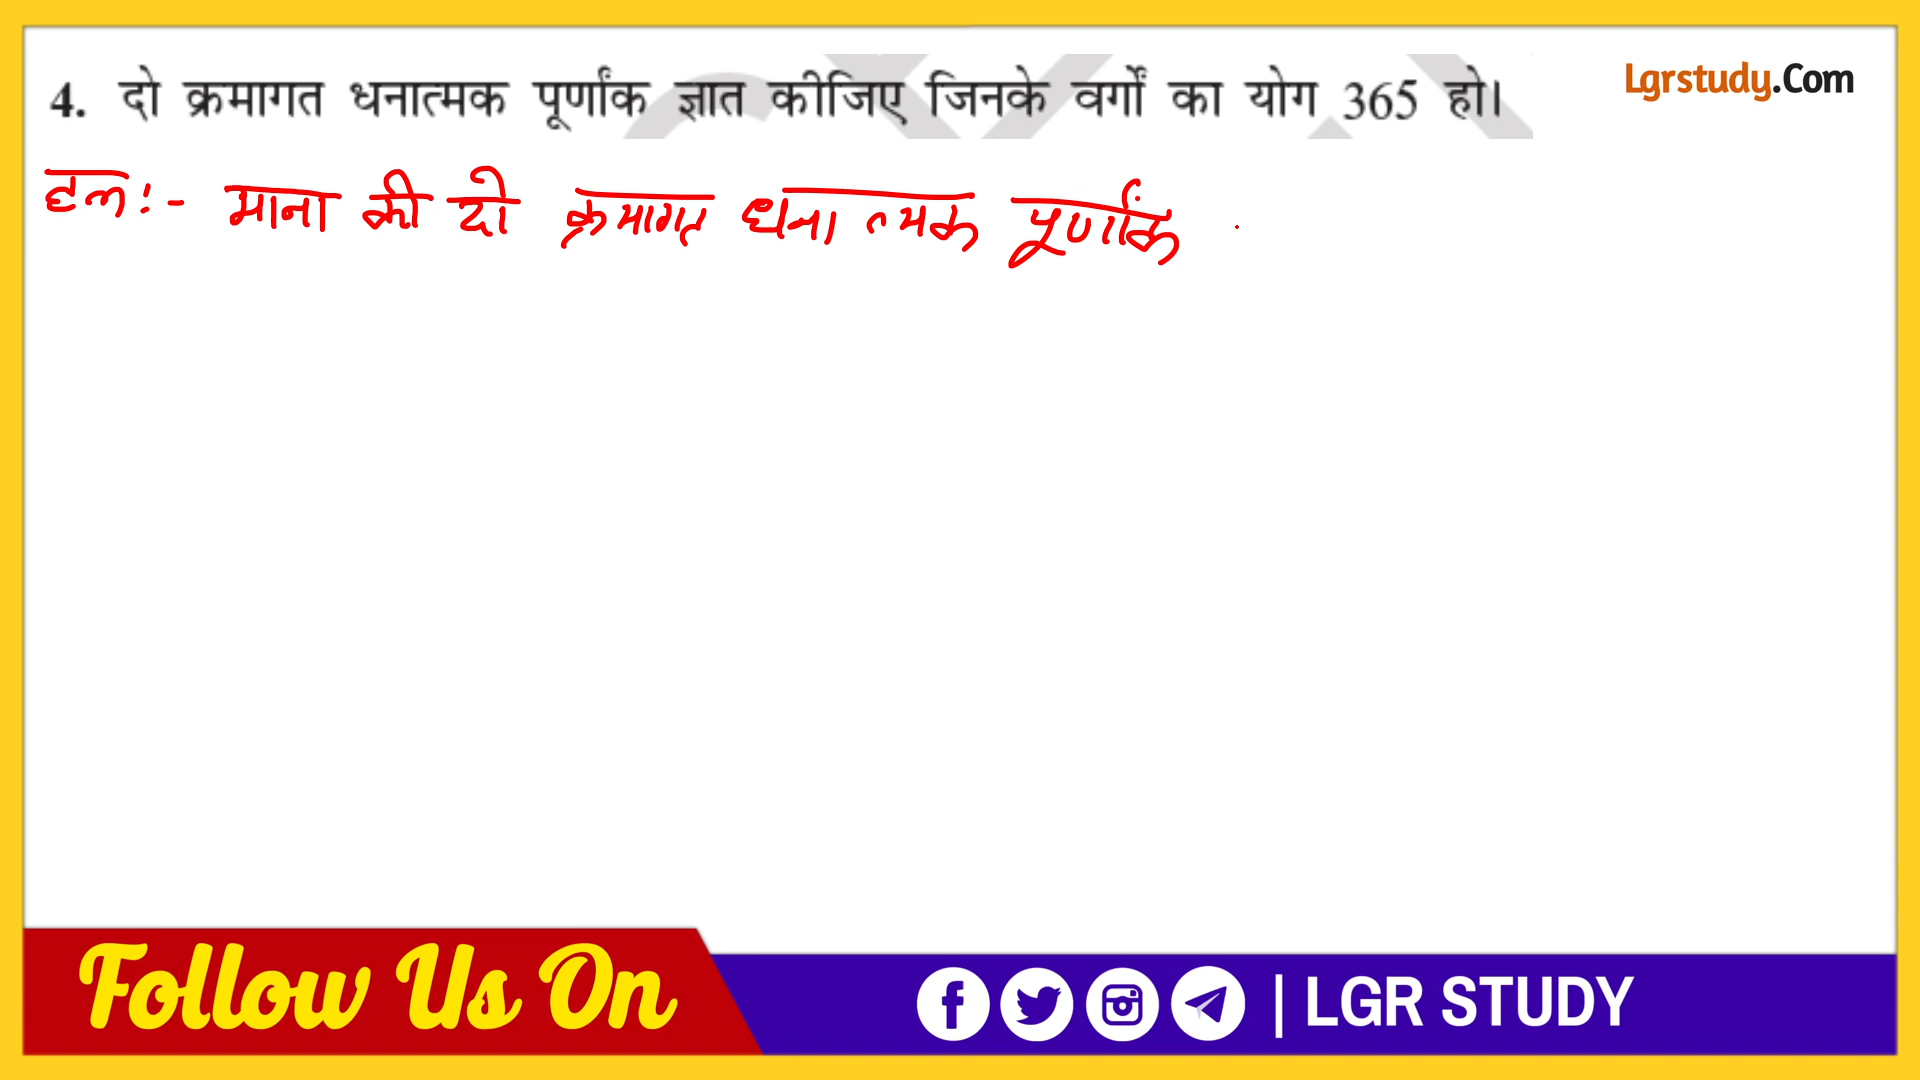 4. दो क्रमागत धनात्मक पूर्णांक ज्ञात कीजिए जिनके वर्गों का योग 365 हो।
Lgrstudy.Com
हल:- माना की दो क्रमागत धनात्मक पूर्णांक
Follow Us On
| LGR STUDY